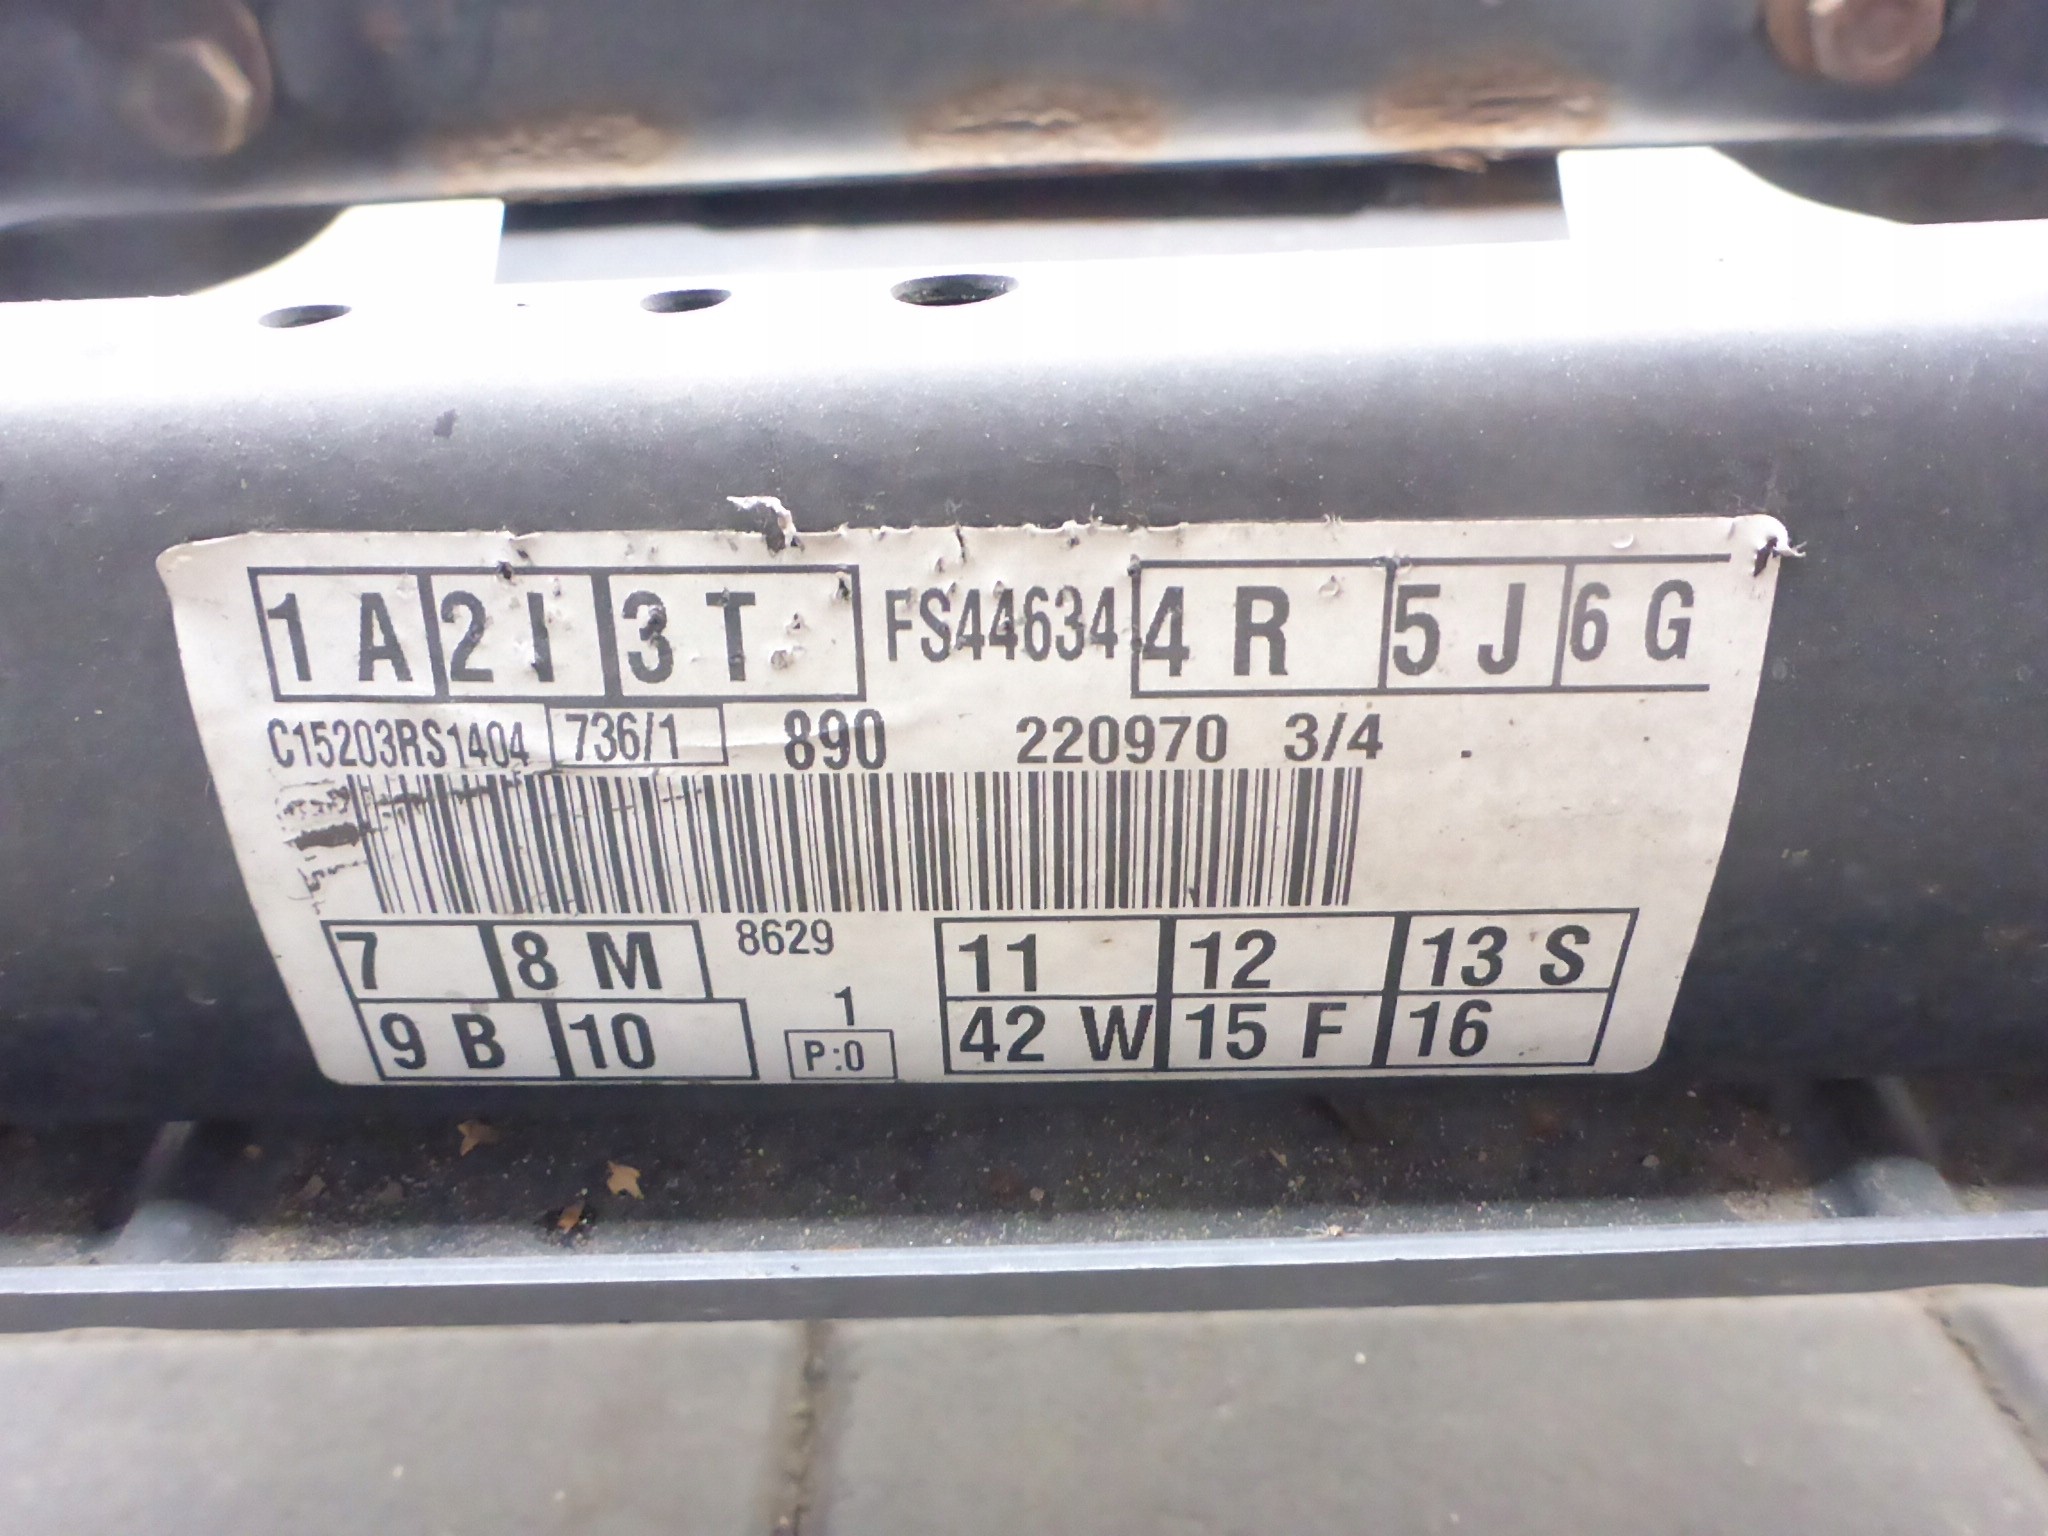 1 A 2 I 3 T FS44634 4 R 5 J 6 G
C15203RS1404 736/1 890 220970 3/4 .
7 8 M 8629 11 12 13 S
9 B 10 1 42 W 15 F 16
P:0